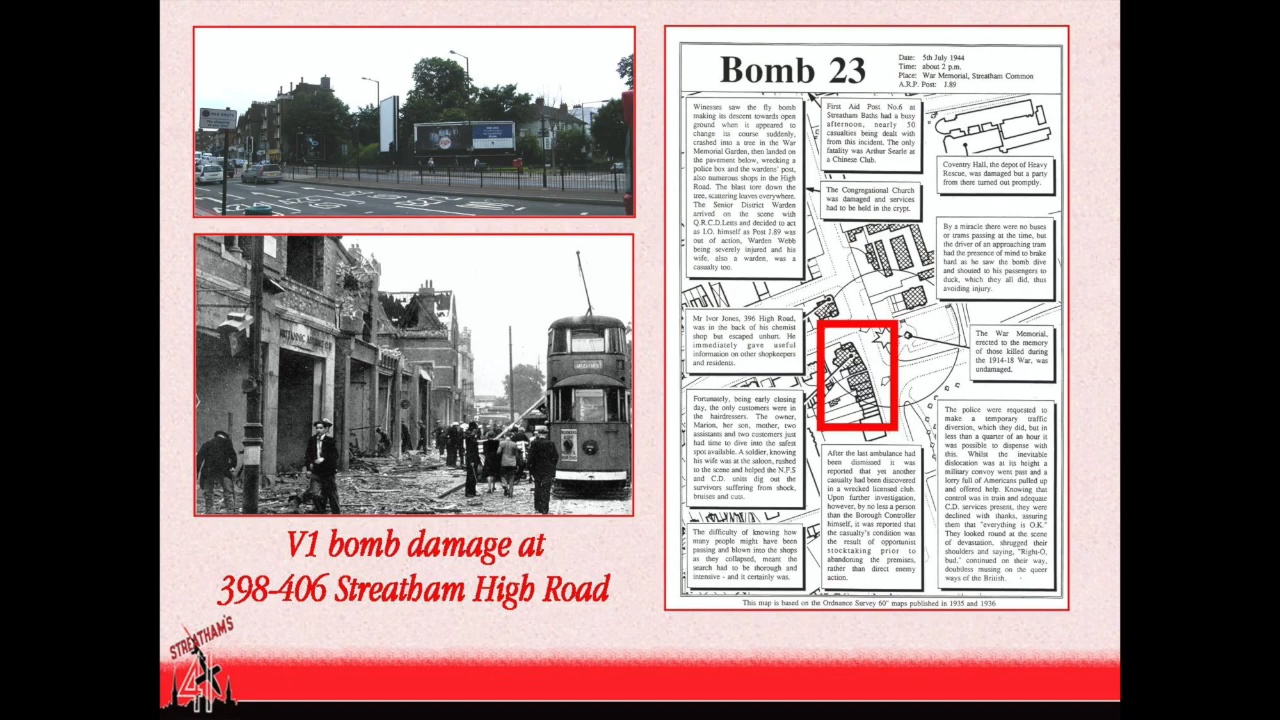 Bomb 23
Date: 5th July 1944
Time: about 2 p.m.
Place: War Memorial, Streatham Common
A.R.P. Post: J.89
Winesses saw the fly bomb
making its descent towards open
ground when it appeared to
change its course suddenly,
crashed into a tree in the War
Memorial Garden, then landed on
the pavement below, wrecking a
police box and the wardens' post,
also numerous shops in the High
Road. The blast tore down the
tree, scattering leaves everywhere.
The Senior District Warden
arrived on the scene with
Q.R.C.D.Letts and decided to act
as I.O. himself as Post J.89 was
out of action, Warden Webb
being severely injured and his
wife, also a warden, was a
casualty too.
First Aid Post No.6 at
Streatham Baths had a busy
afternoon, nearly 50
casualties being dealt with
from this incident. The only
fatality was Arthur Searle at
a Chinese Club.
Coventry Hall, the depot of Heavy
Rescue, was damaged but a party
from there turned out promptly.
The Congregational Church
was damaged and services
had to be held in the crypt.
By a miracle there were no buses
or trams passing at the time, but
the driver of an approaching tram
had the presence of mind to brake
hard as he saw the bomb dive
and shouted to his passengers to
duck, which they all did, thus
avoiding injury.
Mr Ivor Jones, 396 High Road,
was in the back of his chemist
shop but escaped unhurt. He
immediately gave useful
information on other shopkeepers
and residents.
The War Memorial,
erected to the memory
of those killed during
the 1914-18 War, was
undamaged.
Fortunately, being early closing
day, the only customers were in
the hairdressers. The owner,
Marion, her son, mother, two
assistants and two customers just
had time to dive into the safest
spot available. A soldier, knowing
his wife was at the saloon, rushed
to the scene and helped the N.F.S
and C.D. units dig out the
survivors suffering from shock,
bruises and cuts.
The police were requested to
make a temporary traffic
diversion, which they did, but in
less than a quarter of an hour it
was possible to dispense with
this. Whilst the inevitable
dislocation was at its height a
military convoy went past and a
lorry full of Americans pulled up
and offered help. Knowing that
control was in train and adequate
C.D. services present, they were
declined with thanks, assuring
them that "everything is O.K."
They looked round at the scene
of devastation, shrugged their
shoulders and saying, "Right-O,
bud," continued on their way,
doubtless musing on the queer
ways of the British.
After the last ambulance had
been dismissed it was
reported that yet another
casualty had been discovered
in a wrecked licensed club.
Upon further investigation,
however, by no less a person
than the Borough Controller
himself, it was reported that
the casualty's condition was
the result of opportunist
stocktaking prior to
abandoning the premises,
rather than direct enemy
action.
The difficulty of knowing how
many people might have been
passing and blown into the shops
as they collapsed, meant the
search had to be thorough and
intensive - and it certainly was.
This map is based on the Ordnance Survey 60" maps published in 1935 and 1936
V1 bomb damage at
398-406 Streatham High Road
STREATHAM'S
41